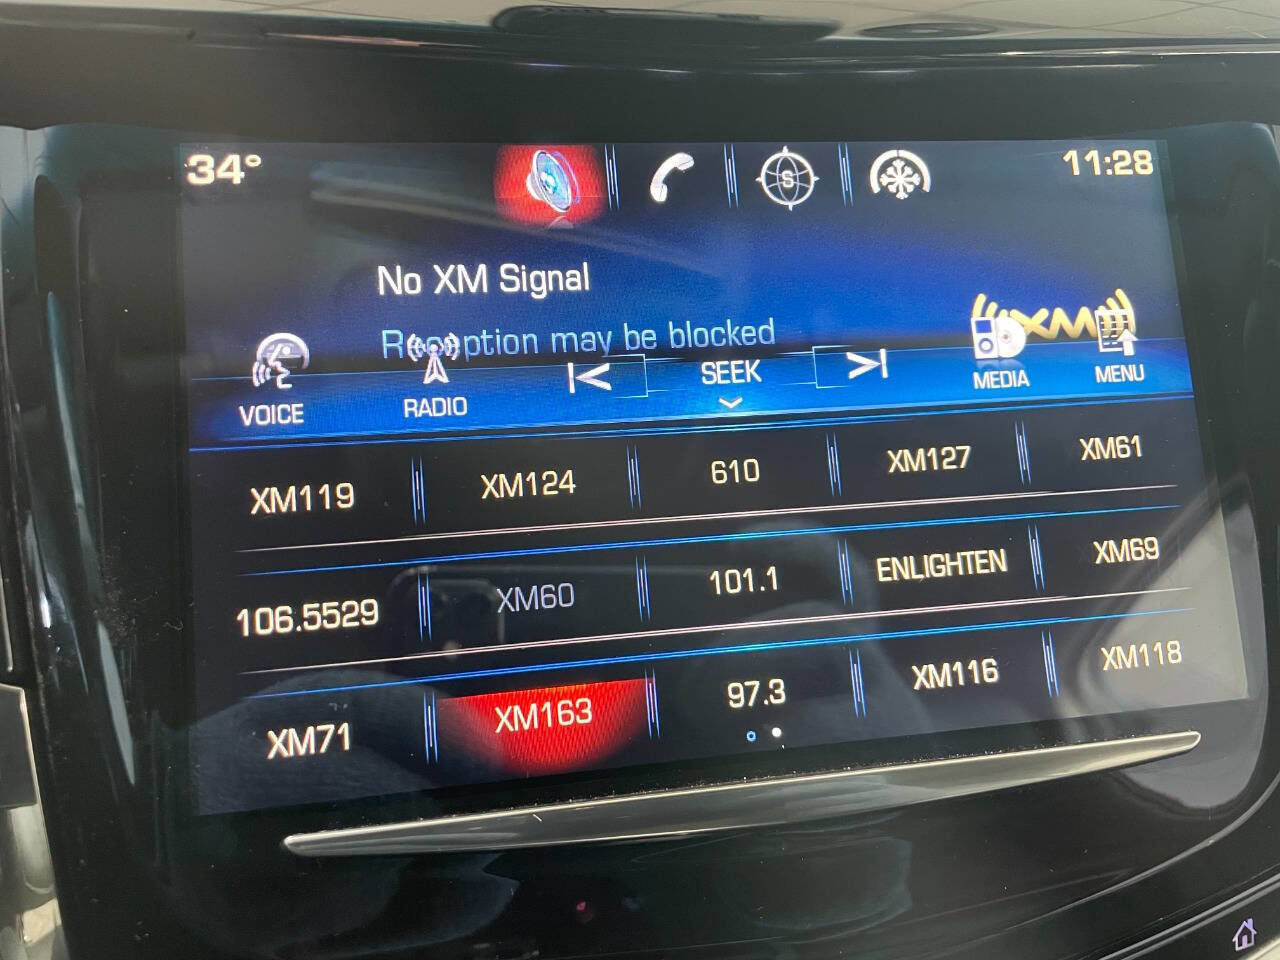 34° 11:28
S
No XM Signal
Reception may be blocked
XM
VOICE RADIO SEEK MEDIA MENU
XM119 XM124 610 XM127 XM61
106.5529 XM60 101.1 ENLIGHTEN XM69
XM71 XM163 97.3 XM116 XM118